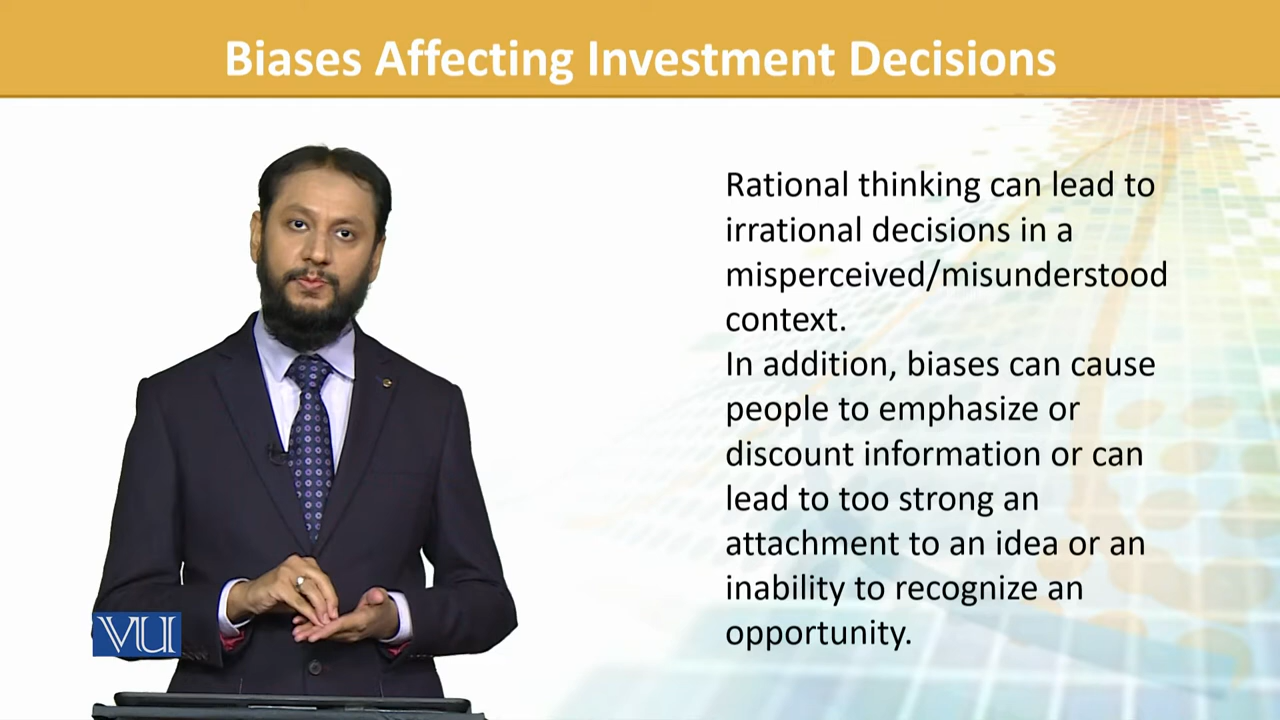 Biases Affecting Investment Decisions
Rational thinking can lead to
irrational decisions in a
misperceived/misunderstood
context.
In addition, biases can cause
people to emphasize or
discount information or can
lead to too strong an
attachment to an idea or an
inability to recognize an
opportunity.
VU